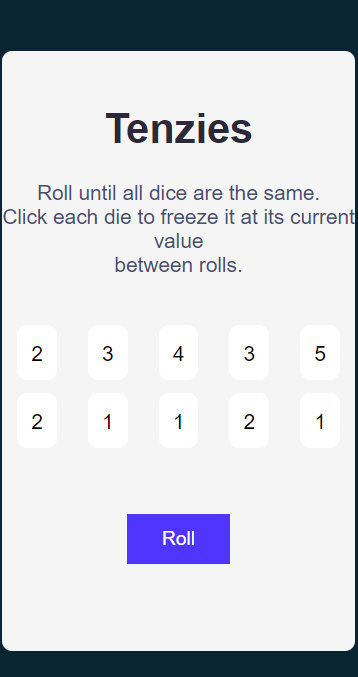 Tenzies
Roll until all dice are the same.
Click each die to freeze it at its current
value
between rolls.
2 3 4 3 5
2 1 1 2 1
Roll